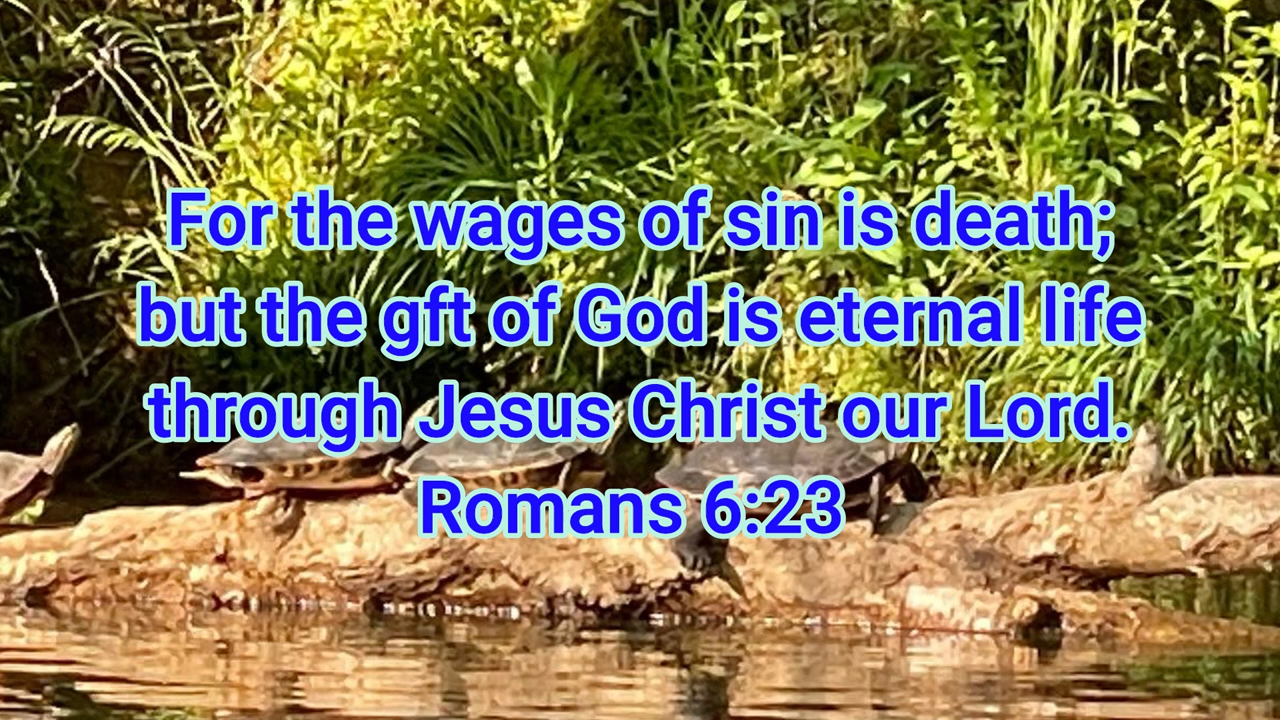 For the wages of sin is death;
but the gft of God is eternal life
through Jesus Christ our Lord.
Romans 6:23